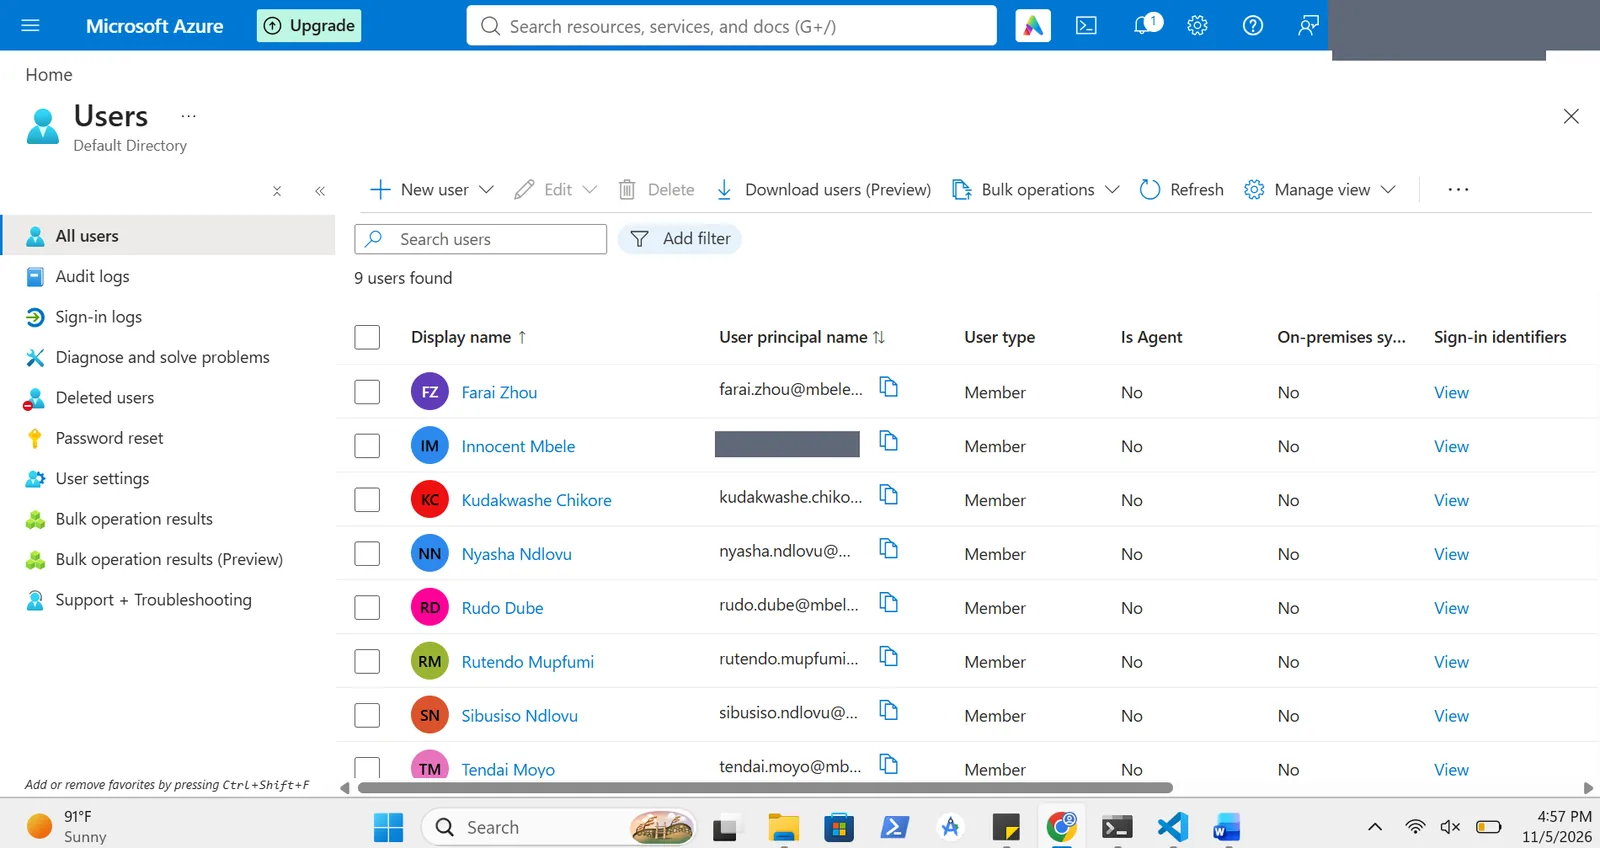 Microsoft Azure
Upgrade
Search resources, services, and docs (G+/)
1
Home
Users ...
Default Directory
New user
Edit
Delete
Download users (Preview)
Bulk operations
Refresh
Manage view
All users
Audit logs
Sign-in logs
Diagnose and solve problems
Deleted users
Password reset
User settings
Bulk operation results
Bulk operation results (Preview)
Support + Troubleshooting
Add or remove favorites by pressing Ctrl+Shift+F
Search users
Add filter
9 users found
Display name ↑ User principal name ↑↓ User type Is Agent On-premises sy... Sign-in identifiers
FZ Farai Zhou farai.zhou@mbele... Member No No View
IM Innocent Mbele Member No No View
KC Kudakwashe Chikore kudakwashe.chiko... Member No No View
NN Nyasha Ndlovu nyasha.ndlovu@... Member No No View
RD Rudo Dube rudo.dube@mbel... Member No No View
RM Rutendo Mupfumi rutendo.mupfumi... Member No No View
SN Sibusiso Ndlovu sibusiso.ndlovu@... Member No No View
TM Tendai Moyo tendai.moyo@mb... Member No No View
91°F
Sunny
Search
4:57 PM
11/5/2026